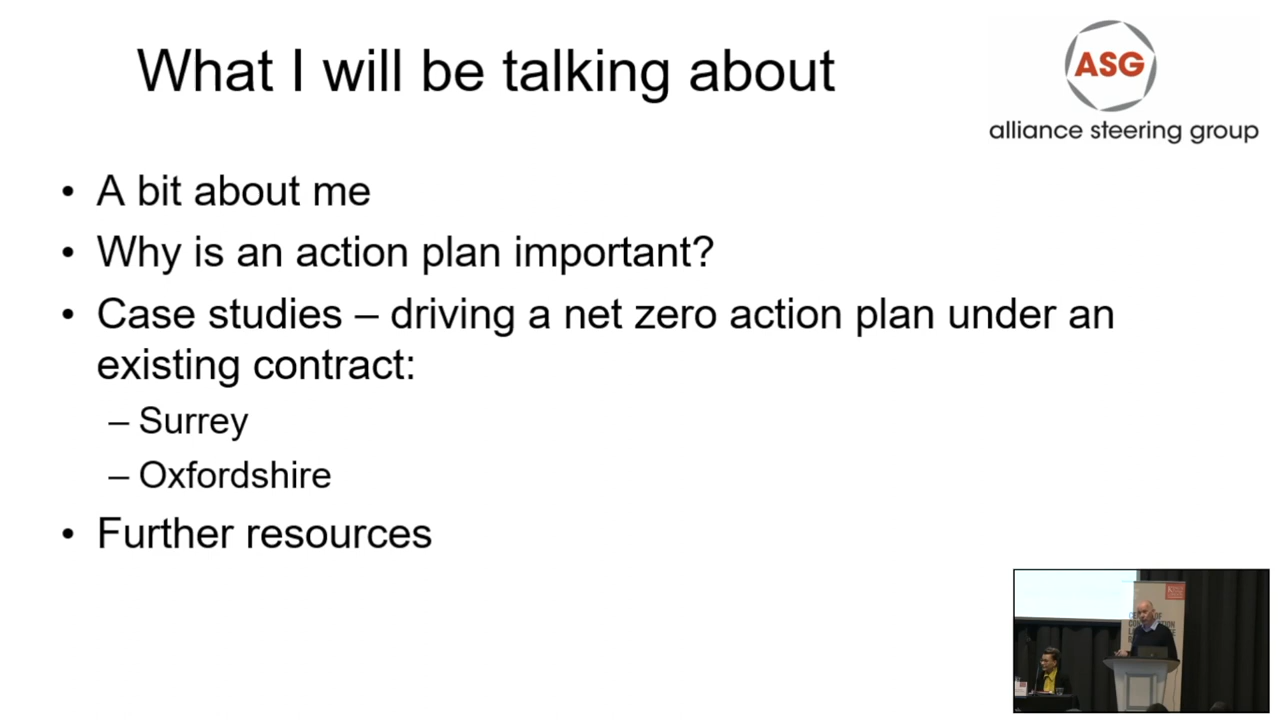 What I will be talking about
ASG
alliance steering group
• A bit about me
• Why is an action plan important?
• Case studies – driving a net zero action plan under an
existing contract:
– Surrey
– Oxfordshire
• Further resources